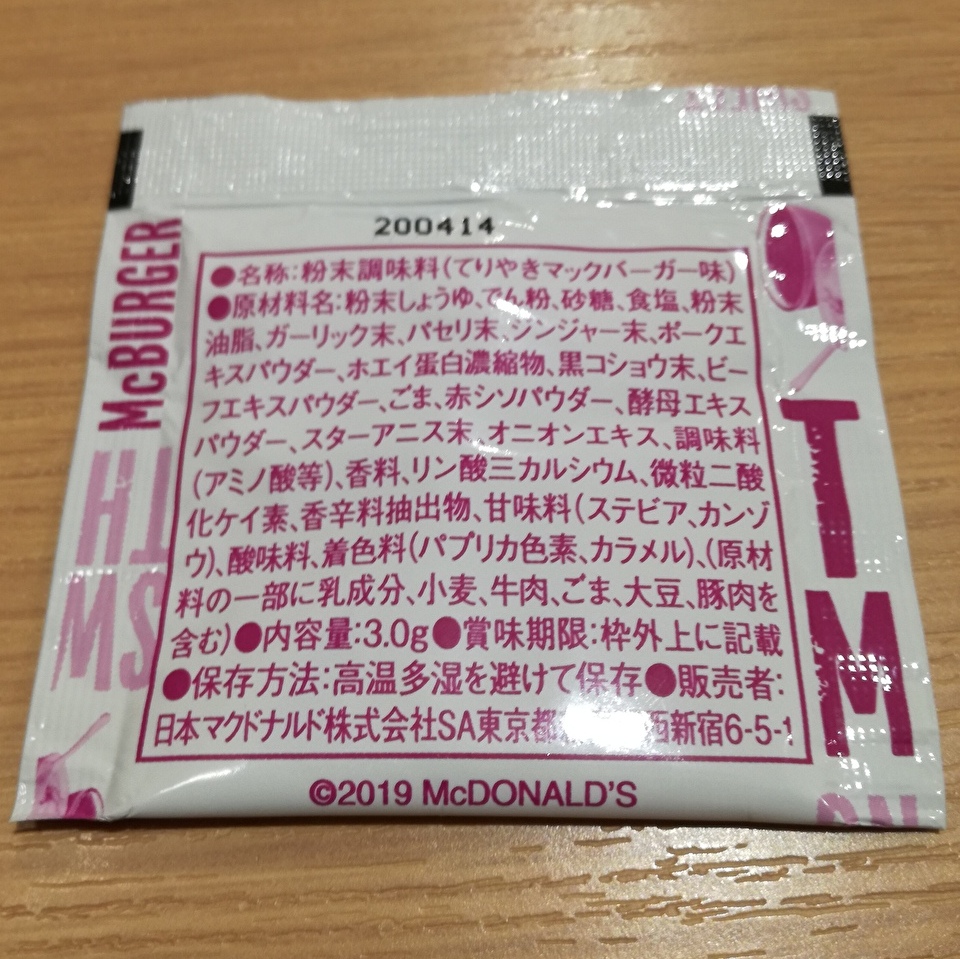 200414
●名称:粉末調味料(てりやきマックバーガー味)
●原材料名:粉末しょうゆ、でん粉、砂糖、食塩、粉末
油脂、ガーリック末、パセリ末、ジンジャー末、ポークエ
キスパウダー、ホエイ蛋白濃縮物、黒コショウ末、ビー
フエキスパウダー、ごま、赤シソパウダー、酵母エキス
パウダー、スターアニス末、オニオンエキス、調味料
(アミノ酸等)、香料、リン酸三カルシウム、微粒二酸
化ケイ素、香辛料抽出物、甘味料(ステビア、カンゾ
ウ)、酸味料、着色料(パプリカ色素、カラメル)、(原材
料の一部に乳成分、小麦、牛肉、ごま、大豆、豚肉を
含む)●内容量:3.0g●賞味期限:枠外上に記載
●保存方法:高温多湿を避けて保存●販売者:
日本マクドナルド株式会社SA東京都 西新宿6-5-1
©2019 McDONALD'S
McBURGER
TM